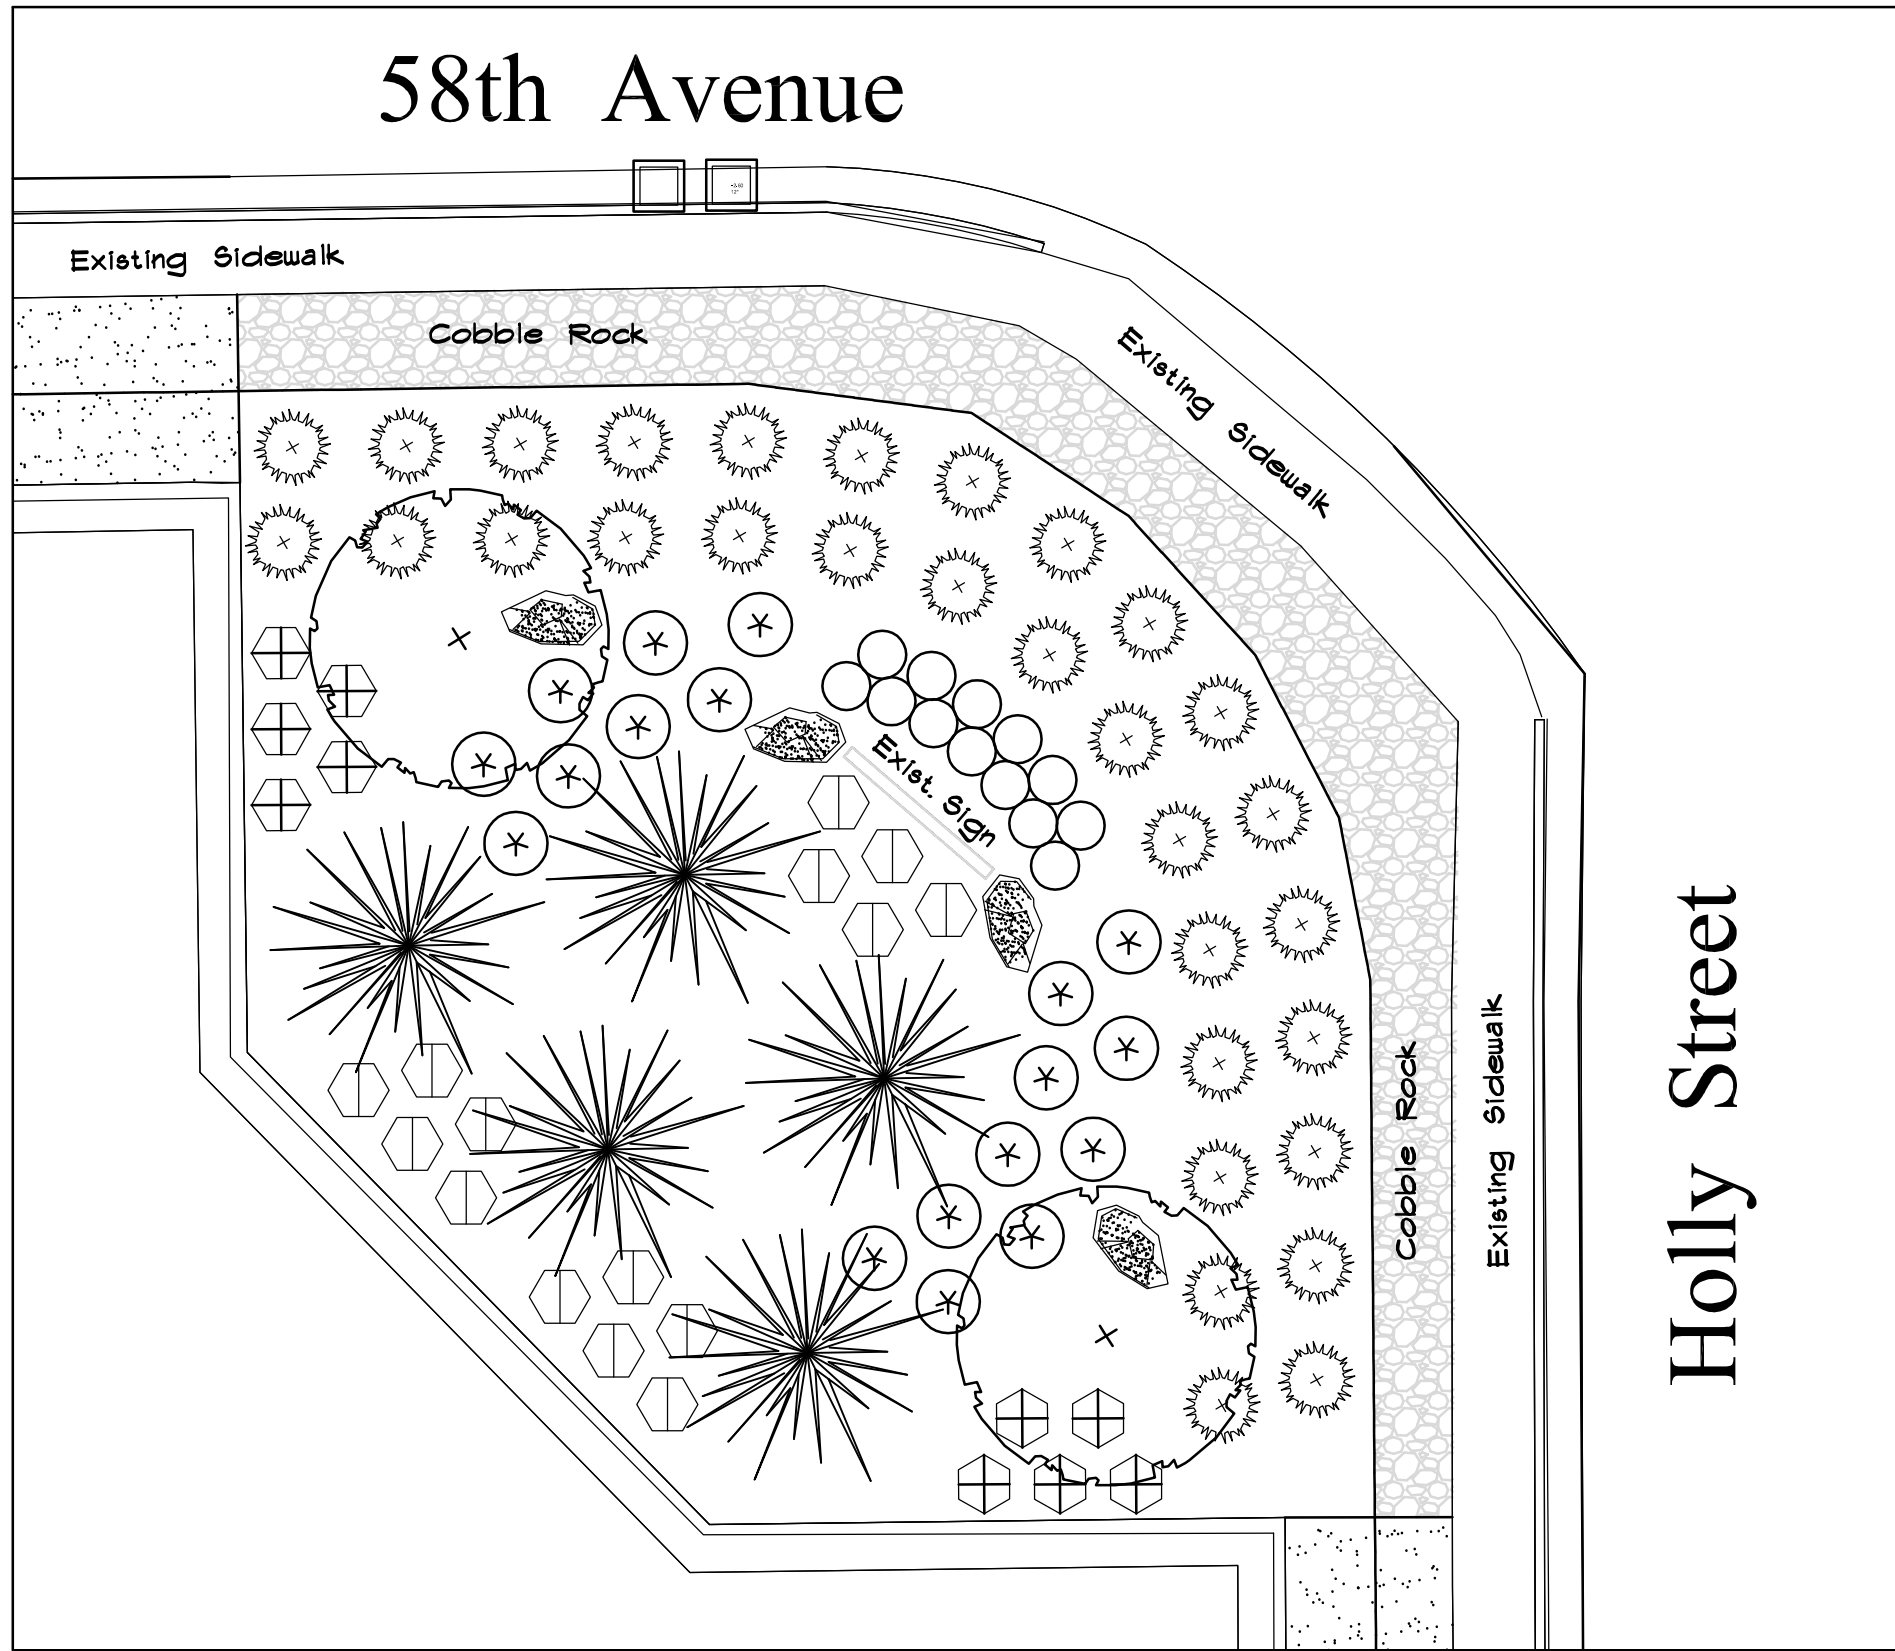 58th Avenue
Existing Sidewalk
Cobble Rock
Existing Sidewalk
Exist. Sign
Cobble Rock
Existing Sidewalk
Holly Street